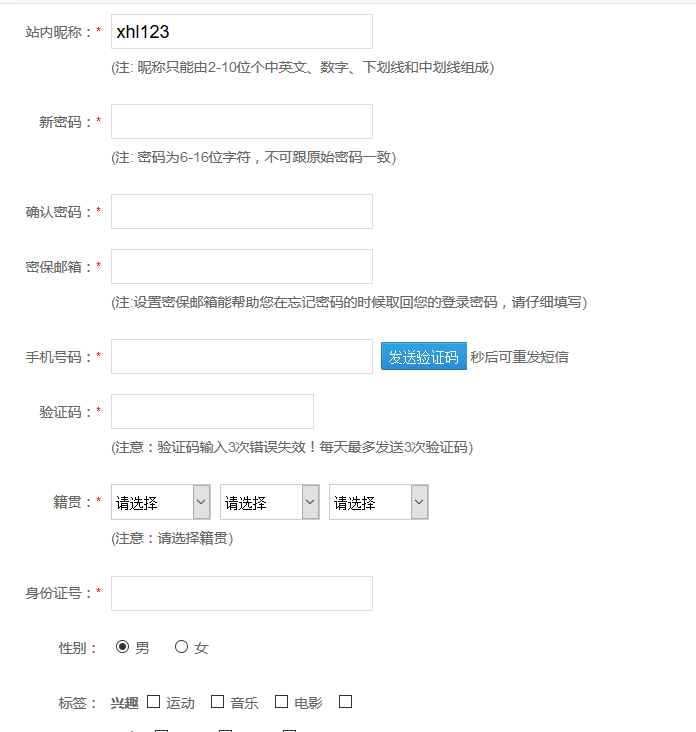 站内昵称：* xhl123
(注: 昵称只能由2-10位个中英文、数字、下划线和中划线组成)
新密码：*
(注: 密码为6-16位字符，不可跟原始密码一致)
确认密码：*
密保邮箱：*
(注:设置密保邮箱能帮助您在忘记密码的时候取回您的登录密码，请仔细填写)
手机号码：* 发送验证码 秒后可重发短信
验证码：*
(注意：验证码输入3次错误失效！每天最多发送3次验证码)
籍贯：* 请选择 请选择 请选择
(注意：请选择籍贯)
身份证号：*
性别： 男 女
标签： 兴趣 运动 音乐 电影